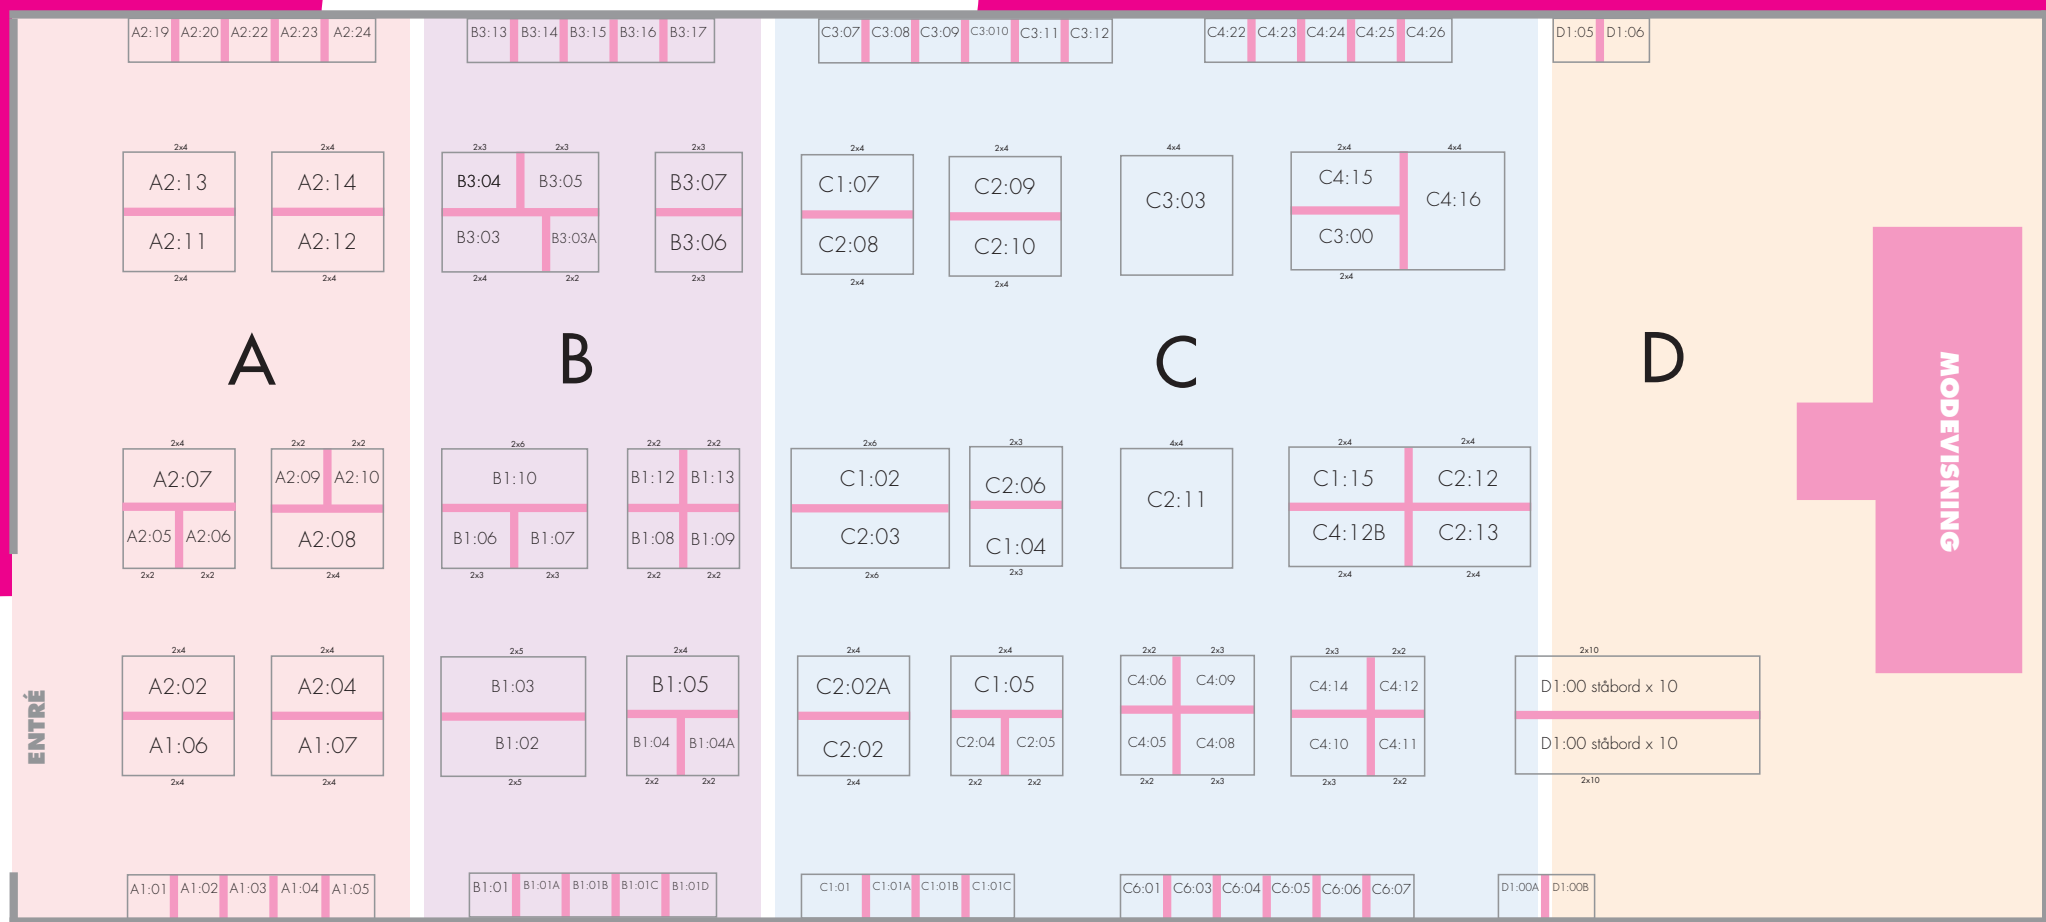 A2:19 A2:20 A2:22 A2:23 A2:24
B3:13 B3:14 B3:15 B3:16 B3:17
C3:07 C3:08 C3:09 C3:010 C3:11 C3:12
C4:22 C4:23 C4:24 C4:25 C4:26
D1:05 D1:06
2x4 2x4 2x3 2x3 2x3 2x4 2x4 4x4 2x4 4x4
A2:13 A2:14 B3:04 B3:05 B3:07 C1:07 C2:09 C3:03 C4:15 C4:16
A2:11 A2:12 B3:03 B3:03A B3:06 C2:08 C2:10 C3:00
2x4 2x4 2x4 2x2 2x3 2x4 2x4 2x4
A B C D
MODEVISNING
2x4 2x2 2x2 2x6 2x2 2x2 2x6 2x3 4x4 2x4 2x4
A2:07 A2:09 A2:10 B1:10 B1:12 B1:13 C1:02 C2:06 C2:11 C1:15 C2:12
A2:05 A2:06 A2:08 B1:06 B1:07 B1:08 B1:09 C2:03 C1:04 C4:12B C2:13
2x2 2x2 2x4 2x3 2x3 2x2 2x2 2x6 2x3 2x4 2x4
2x4 2x4 2x5 2x4 2x4 2x4 2x2 2x3 2x3 2x2 2x10
ENTRÉ
A2:02 A2:04 B1:03 B1:05 C2:02A C1:05 C4:06 C4:09 C4:14 C4:12 D1:00 ståbord x 10
A1:06 A1:07 B1:02 B1:04 B1:04A C2:02 C2:04 C2:05 C4:05 C4:08 C4:10 C4:11 D1:00 ståbord x 10
2x4 2x4 2x5 2x2 2x2 2x4 2x2 2x2 2x2 2x3 2x3 2x2 2x10
A1:01 A1:02 A1:03 A1:04 A1:05
B1:01 B1:01A B1:01B B1:01C B1:01D
C1:01 C1:01A C1:01B C1:01C
C6:01 C6:03 C6:04 C6:05 C6:06 C6:07
D1:00A D1:00B